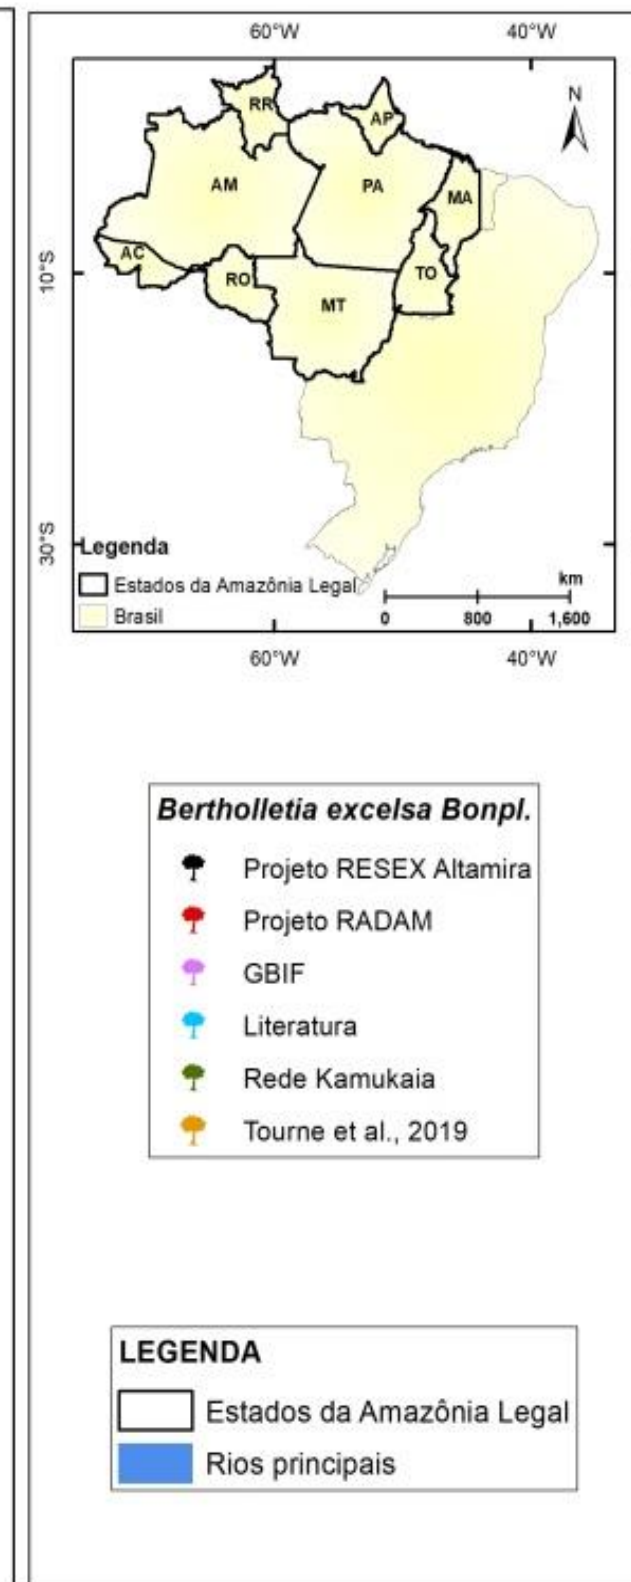 60°W 40°W
N
RR
AP
AM
PA
MA
AC
10°S
RO
TO
MT
30°S
Legenda
Estados da Amazônia Legal
Brasil
km
0 800 1,600
60°W 40°W
Bertholletia excelsa Bonpl.
Projeto RESEX Altamira
Projeto RADAM
GBIF
Literatura
Rede Kamukaia
Tourne et al., 2019
LEGENDA
Estados da Amazônia Legal
Rios principais